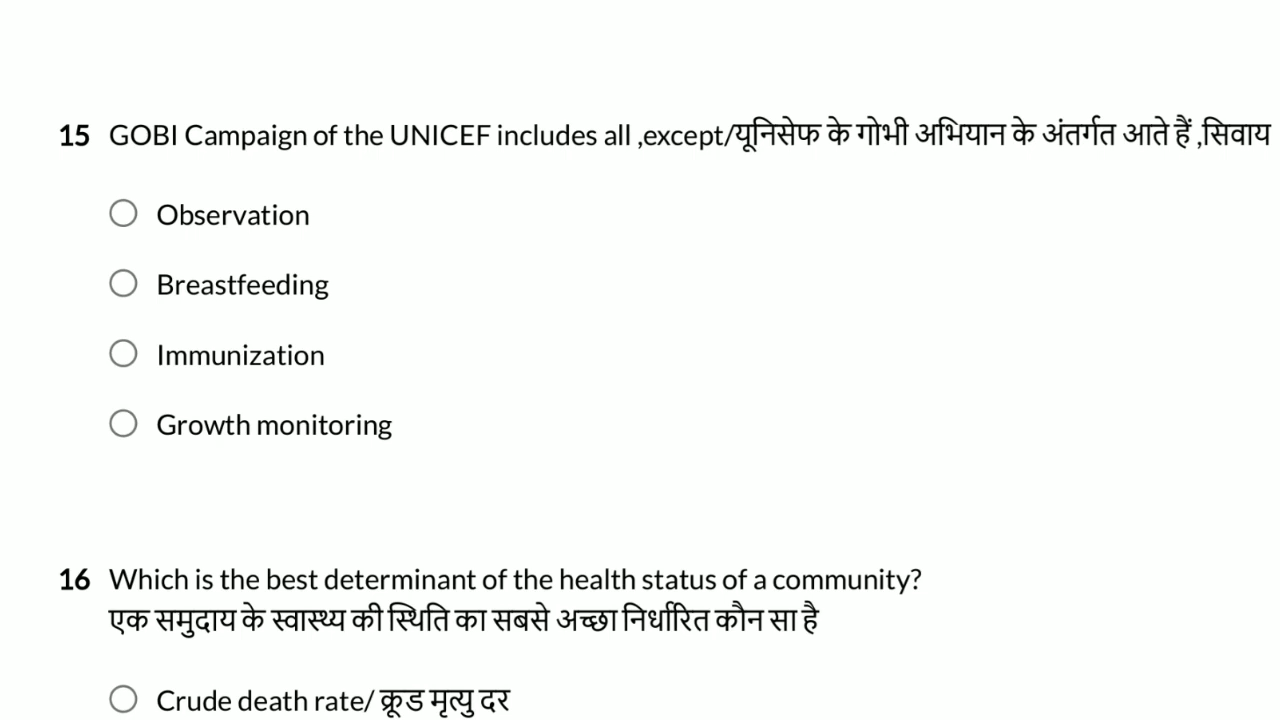 15 GOBI Campaign of the UNICEF includes all ,except/यूनिसेफ के गोभी अभियान के अंतर्गत आते हैं ,सिवाय
Observation
Breastfeeding
Immunization
Growth monitoring
16 Which is the best determinant of the health status of a community?
एक समुदाय के स्वास्थ्य की स्थिति का सबसे अच्छा निर्धारित कौन सा है
Crude death rate/ क्रूड मृत्यु दर